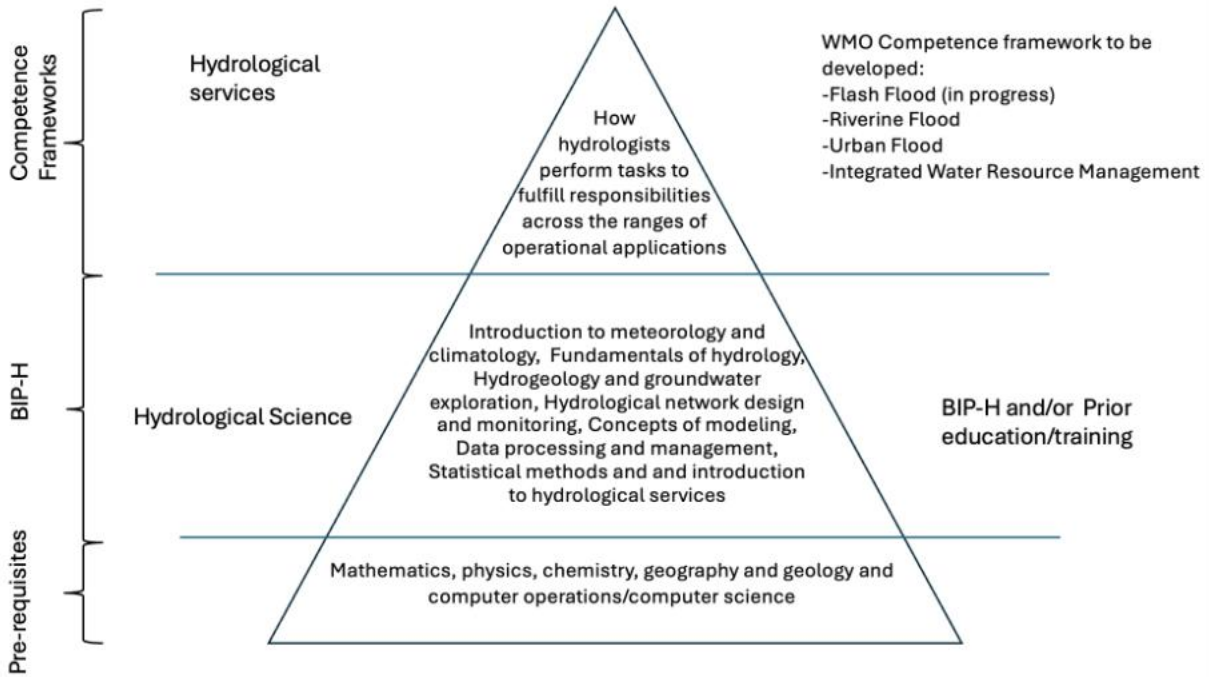 Competence
Frameworks
Hydrological
services
How
hydrologists
perform tasks to
fulfill responsibilities
across the ranges of
operational applications
WMO Competence framework to be
developed:
-Flash Flood (in progress)
-Riverine Flood
-Urban Flood
-Integrated Water Resource Management
BIP-H
Hydrological Science
Introduction to meteorology and
climatology, Fundamentals of hydrology,
Hydrogeology and groundwater
exploration, Hydrological network design
and monitoring, Concepts of modeling,
Data processing and management,
Statistical methods and and introduction
to hydrological services
BIP-H and/or Prior
education/training
Pre-requisites
Mathematics, physics, chemistry, geography and geology and
computer operations/computer science